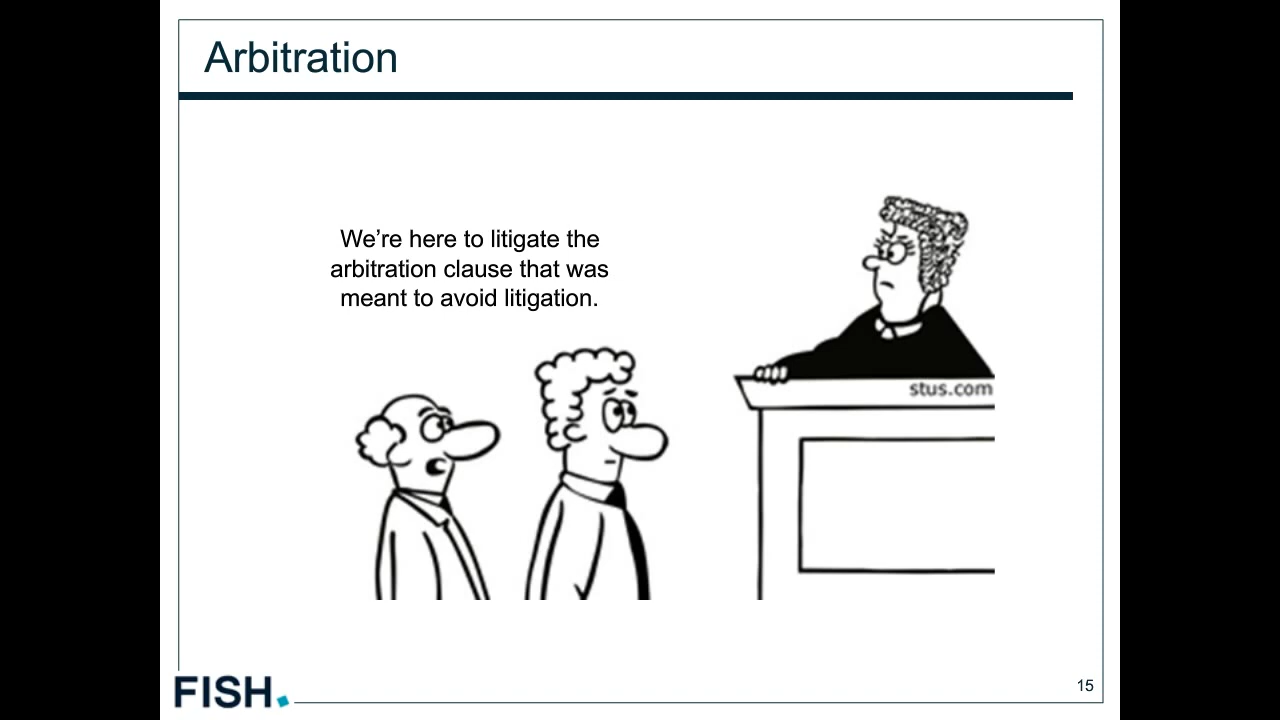 Arbitration
We’re here to litigate the
arbitration clause that was
meant to avoid litigation.
stus.com
FISH.
15